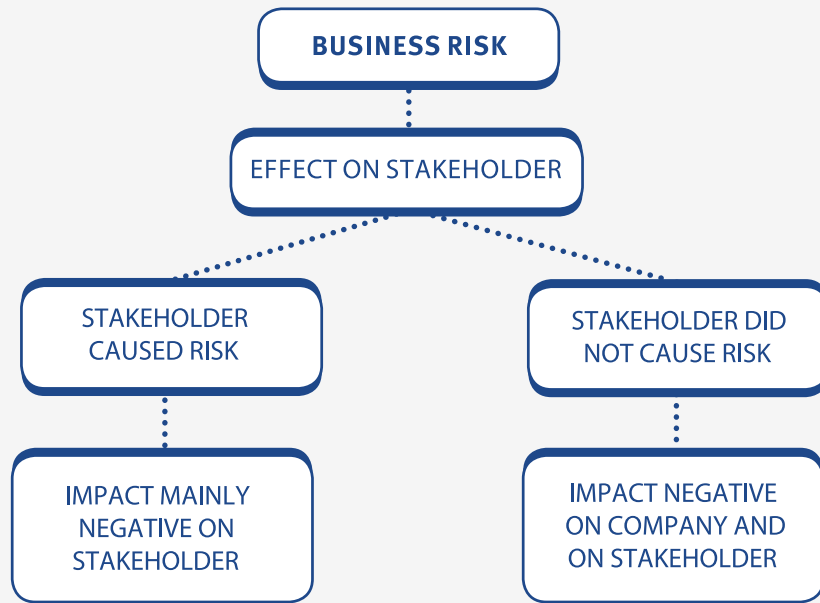 BUSINESS RISK
EFFECT ON STAKEHOLDER
STAKEHOLDER
CAUSED RISK
STAKEHOLDER DID
NOT CAUSE RISK
IMPACT MAINLY
NEGATIVE ON
STAKEHOLDER
IMPACT NEGATIVE
ON COMPANY AND
ON STAKEHOLDER